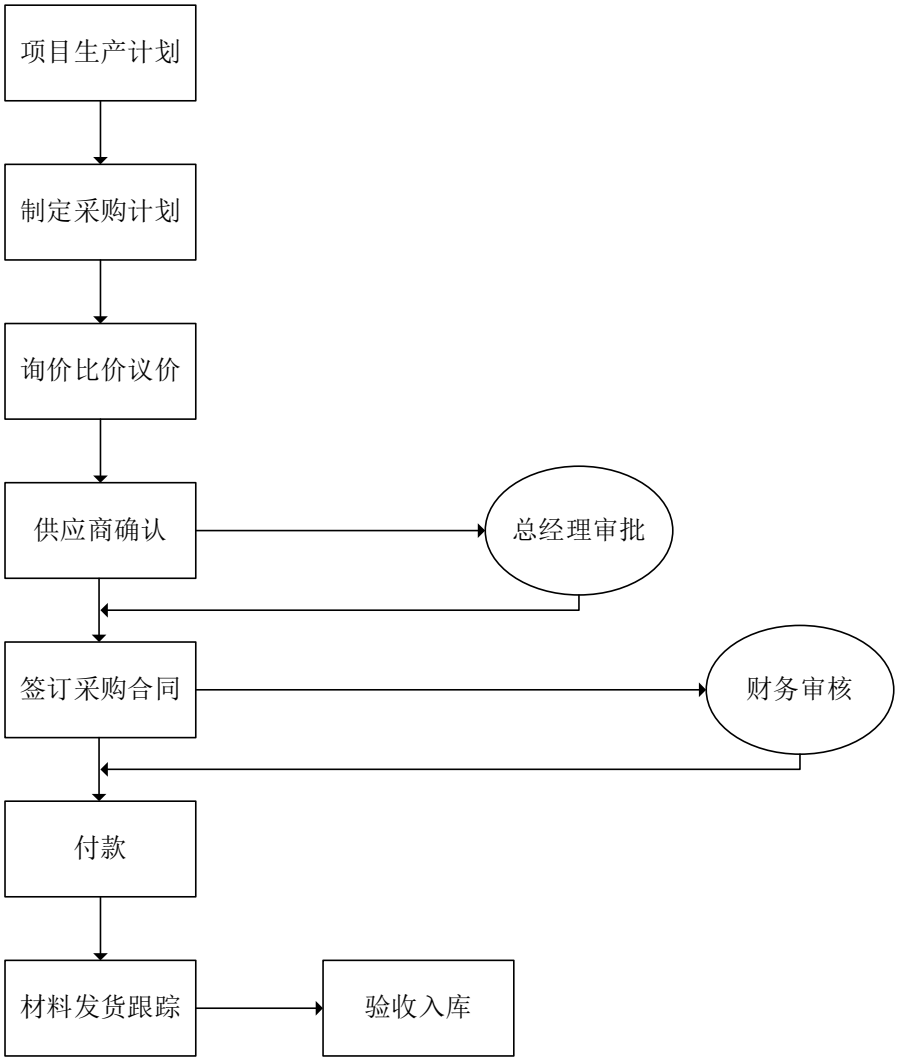 项目生产计划
制定采购计划
询价比价议价
供应商确认
总经理审批
签订采购合同
财务审核
付款
材料发货跟踪
验收入库